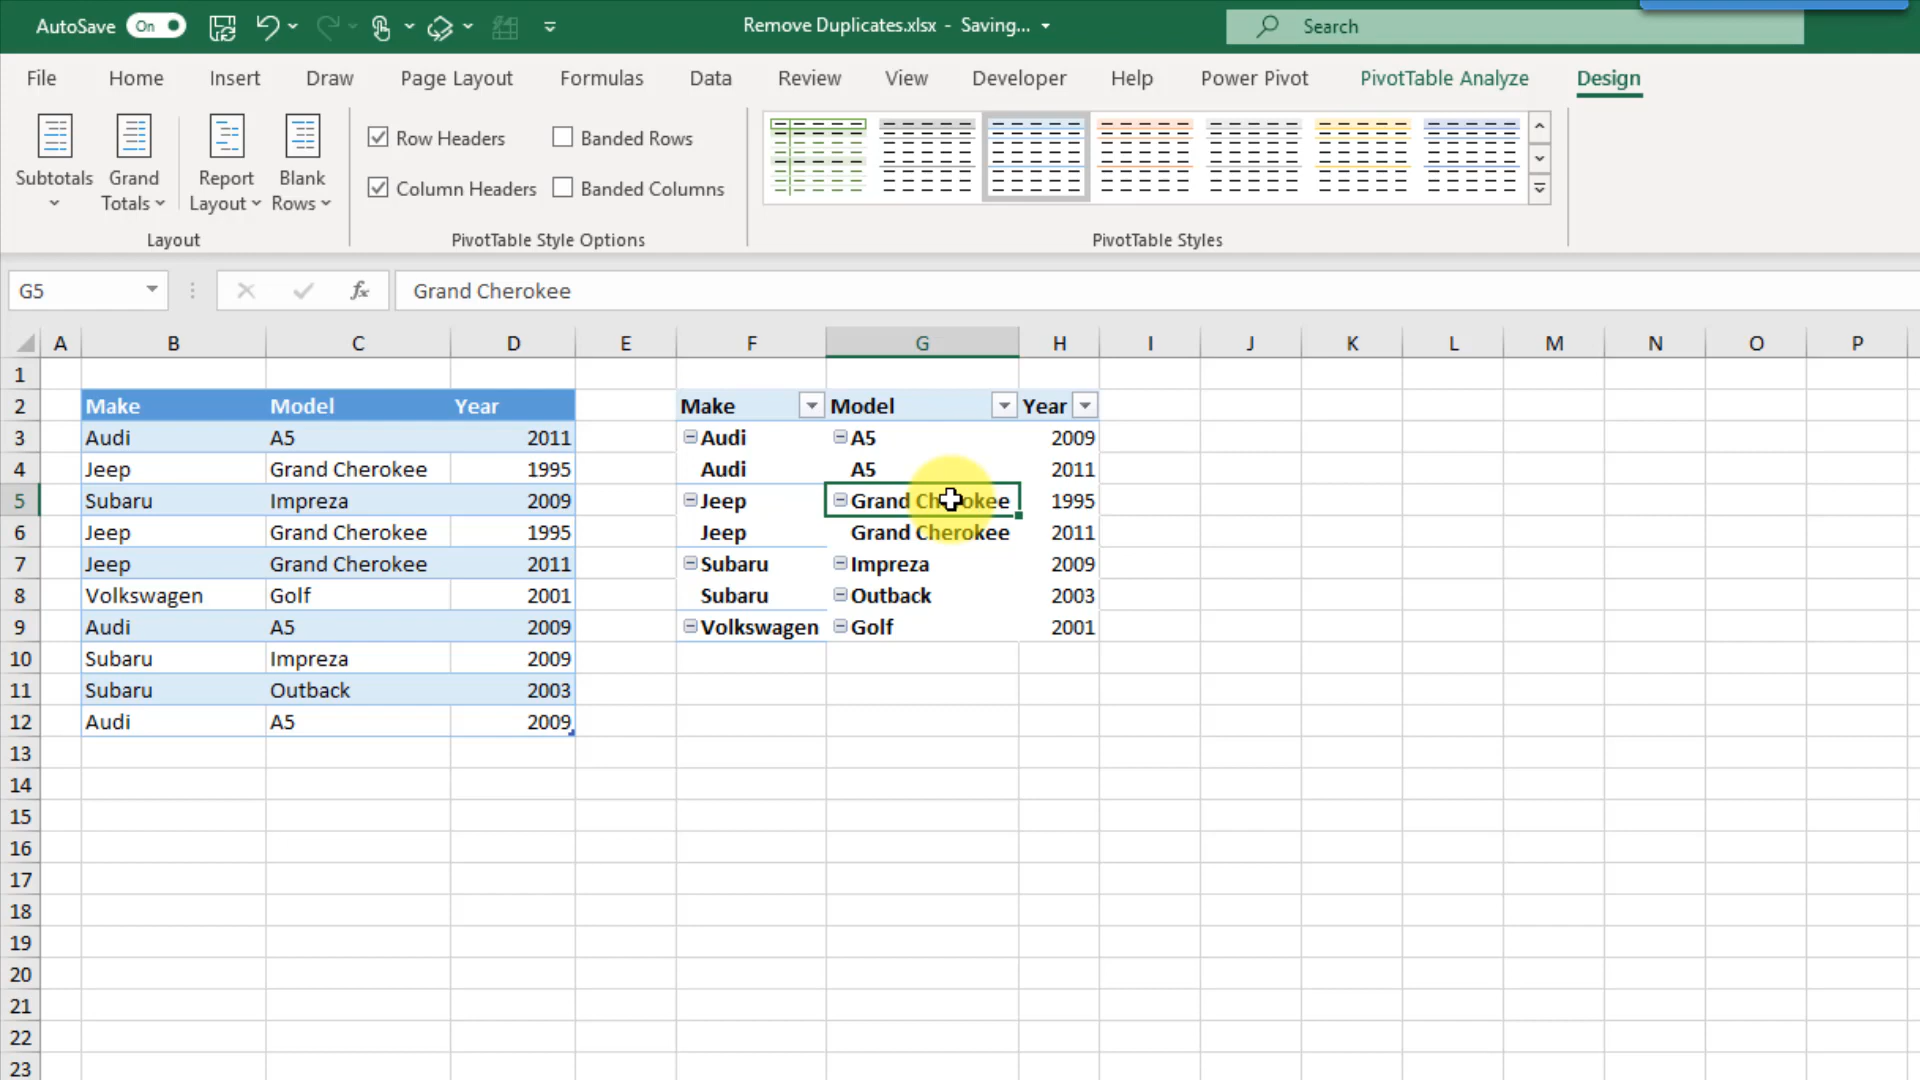 AutoSave On Remove Duplicates.xlsx - Saving... Search
File Home Insert Draw Page Layout Formulas Data Review View Developer Help Power Pivot PivotTable Analyze Design
Subtotals
Grand Totals
Report Layout
Blank Rows
Layout
Row Headers Banded Rows
Column Headers Banded Columns
PivotTable Style Options
PivotTable Styles
G5 fx Grand Cherokee
A B C D E F G H I J K L M N O P
1
2 Make Model Year Make Model Year
3 Audi A5 2011 Audi A5 2009
4 Jeep Grand Cherokee 1995 Audi A5 2011
5 Subaru Impreza 2009 Jeep Grand Cherokee 1995
6 Jeep Grand Cherokee 1995 Jeep Grand Cherokee 2011
7 Jeep Grand Cherokee 2011 Subaru Impreza 2009
8 Volkswagen Golf 2001 Subaru Outback 2003
9 Audi A5 2009 Volkswagen Golf 2001
10 Subaru Impreza 2009
11 Subaru Outback 2003
12 Audi A5 2009
13
14
15
16
17
18
19
20
21
22
23